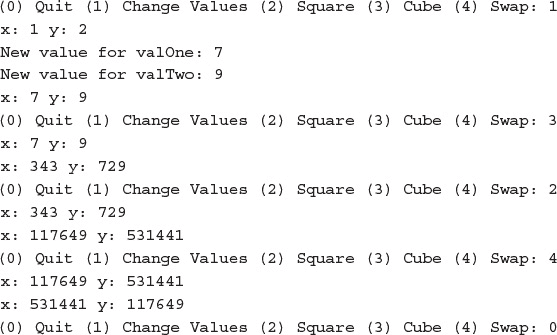 (0) Quit (1) Change Values (2) Square (3) Cube (4) Swap: 1
x: 1 y: 2
New value for valOne: 7
New value for valTwo: 9
x: 7 y: 9
(0) Quit (1) Change Values (2) Square (3) Cube (4) Swap: 3
x: 7 y: 9
x: 343 y: 729
(0) Quit (1) Change Values (2) Square (3) Cube (4) Swap: 2
x: 343 y: 729
x: 117649 y: 531441
(0) Quit (1) Change Values (2) Square (3) Cube (4) Swap: 4
x: 117649 y: 531441
x: 531441 y: 117649
(0) Quit (1) Change Values (2) Square (3) Cube (4) Swap: 0